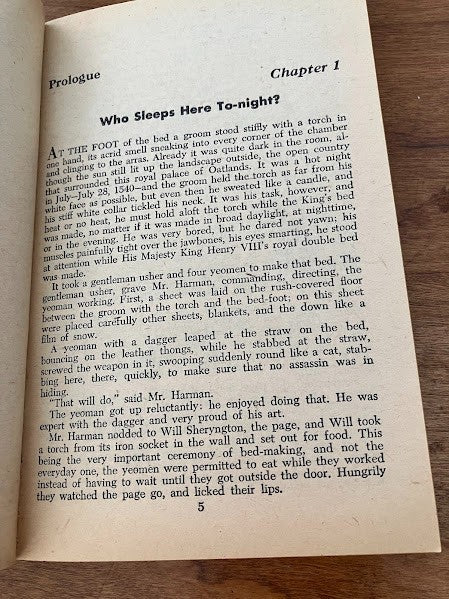 Prologue Chapter 1
Who Sleeps Here To-night?
AT THE FOOT of the bed a groom stood stiffly with a torch in
one hand, its acrid smell sneaking into every corner of the chamber
and clinging to the arras. Already it was quite dark in the room, al-
though the sun still lit up the landscape outside, the open country
that surrounded this royal palace of Oatlands. It was a hot night
in July—July 28, 1540—and the groom held the torch as far from his
white face as possible, but even then he sweated like a candle, and
his stiff white collar tickled his neck. It was his task, however, and
heat or no heat, he must hold aloft the torch while the King's bed
was made, no matter if it was made in broad daylight, at nighttime,
or in the evening. He was very bored, but he dared not yawn; his
muscles painfully tight over the jawbones, his eyes smarting, he stood
at attention while His Majesty King Henry VIII's royal double bed
was made.
It took a gentleman usher and four yeomen to make that bed. The
gentleman usher, grave Mr. Harman, commanding, directing, the
yeoman working. First, a sheet was laid on the rush-covered floor
between the groom with the torch and the bed-foot; on this sheet
were placed carefully other sheets, blankets, and the down like a
film of snow.
A yeoman with a dagger leaped at the straw on the bed,
bouncing on the leather thongs, while he stabbed at the straw,
screwed the weapon in it, swooping suddenly round like a cat, stab-
bing here, there, quickly, to make sure that no assassin was in
hiding.
"That will do," said Mr. Harman.
The yeoman got up reluctantly: he enjoyed doing that. He was
expert with the dagger and very proud of his art.
Mr. Harman nodded to Will Sheryngton, the page, and Will took
a torch from its iron socket in the wall and set out for food. This
being the very important ceremony of bed-making, and not the
everyday one, the yeomen were permitted to eat while they worked
instead of having to wait until they got outside the door. Hungrily
they watched the page go, and licked their lips.
5